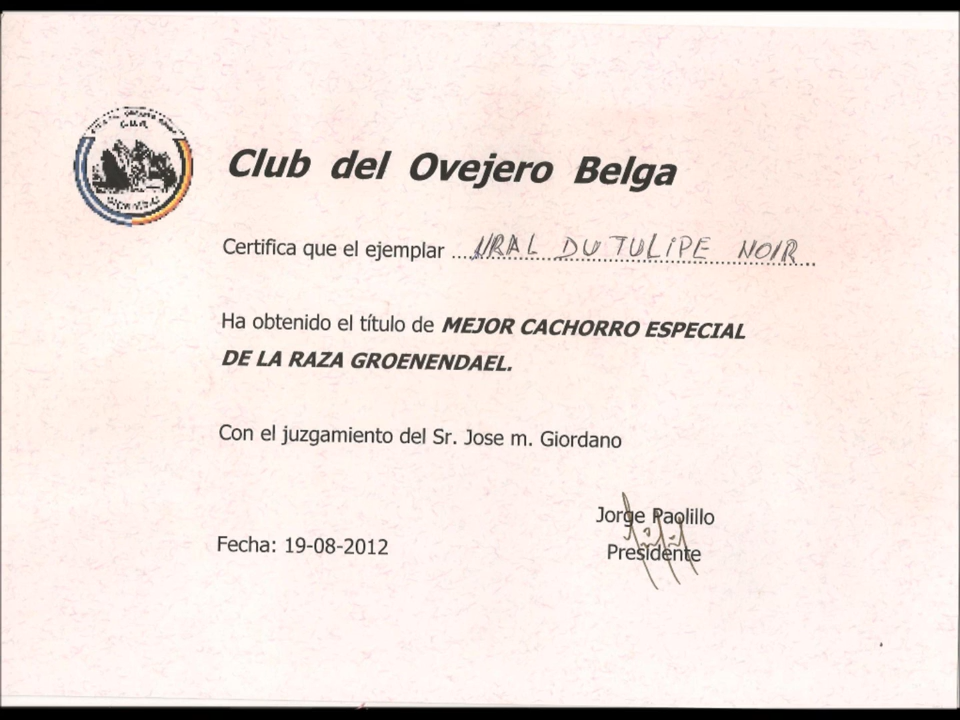 C.U.A.
Club del Ovejero Belga
Certifica que el ejemplar ..... URAL DU TULIPE NOIR
Ha obtenido el título de MEJOR CACHORRO ESPECIAL
DE LA RAZA GROENENDAEL.
Con el juzgamiento del Sr. Jose m. Giordano
Jorge Paolillo
Fecha: 19-08-2012
Presidente